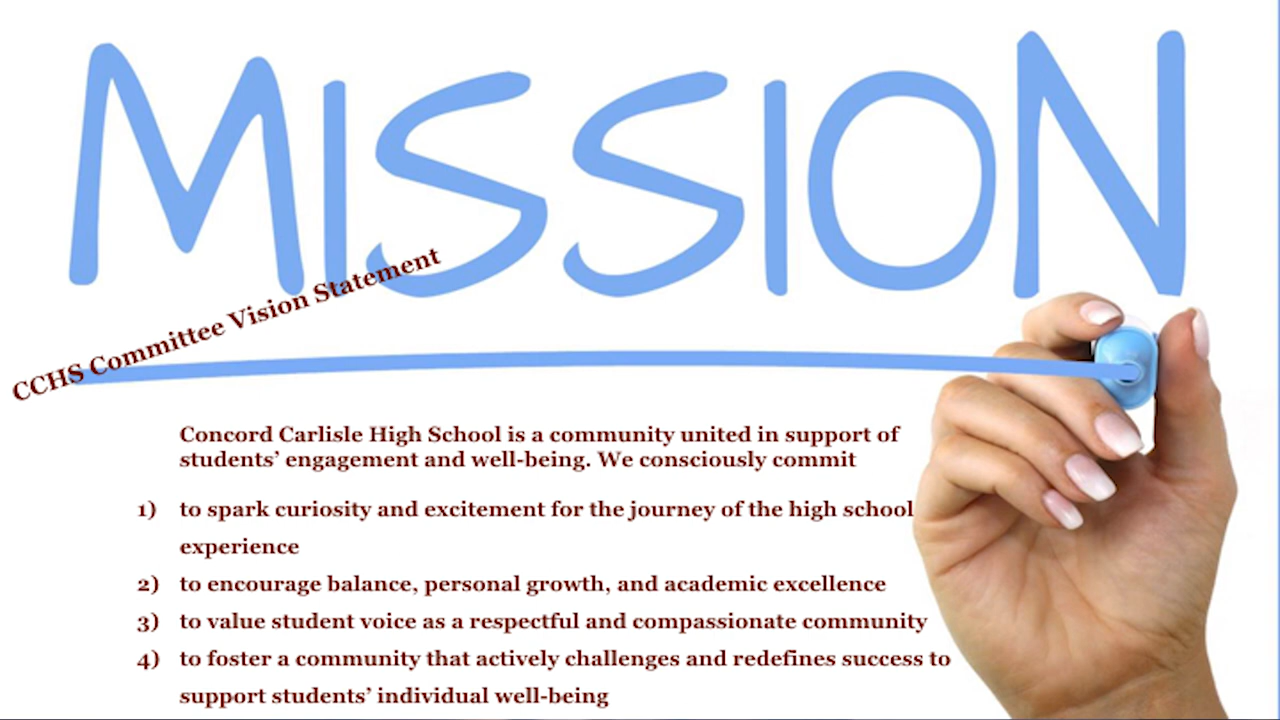 MISSION
CCHS Committee Vision Statement
Concord Carlisle High School is a community united in support of
students’ engagement and well-being. We consciously commit
1) to spark curiosity and excitement for the journey of the high school
experience
2) to encourage balance, personal growth, and academic excellence
3) to value student voice as a respectful and compassionate community
4) to foster a community that actively challenges and redefines success to
support students’ individual well-being